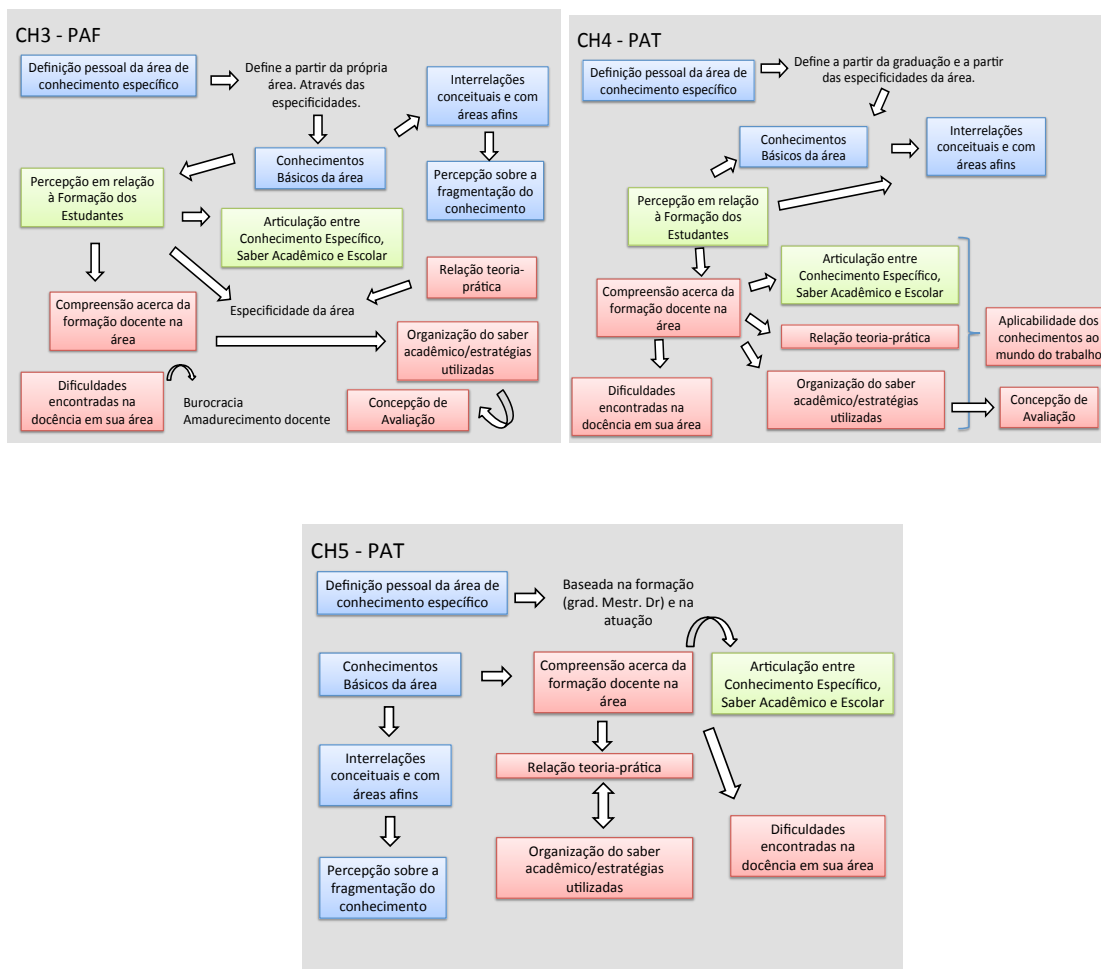 CH3 - PAF
Definição pessoal da área de
conhecimento específico
Define a partir da própria
área. Através das
especificidades.
Interrelações
conceituais e com
áreas afins
Conhecimentos
Básicos da área
Percepção sobre a
fragmentação do
conhecimento
Percepção em relação
à Formação dos
Estudantes
Articulação entre
Conhecimento Específico,
Saber Acadêmico e Escolar
Relação teoria-
prática
Compreensão acerca da
formação docente na
área
Especificidade da área
Organização do saber
acadêmico/estratégias
utilizadas
Dificuldades
encontradas na
docência em sua área
Burocracia
Amadurecimento docente
Concepção de
Avaliação
CH4 - PAT
Definição pessoal da área de
conhecimento específico
Define a partir da graduação e a partir
das especificidades da área.
Conhecimentos
Básicos da área
Interrelações
conceituais e com
áreas afins
Percepção em relação
à Formação dos
Estudantes
Articulação entre
Conhecimento Específico,
Saber Acadêmico e Escolar
Compreensão acerca da
formação docente na
área
Relação teoria-prática
Aplicabilidade dos
conhecimentos ao
mundo do trabalho
Dificuldades
encontradas na
docência em sua área
Organização do saber
acadêmico/estratégias
utilizadas
Concepção de
Avaliação
CH5 - PAT
Definição pessoal da área de
conhecimento específico
Baseada na formação
(grad. Mestr. Dr) e na
atuação
Conhecimentos
Básicos da área
Compreensão acerca da
formação docente na
área
Articulação entre
Conhecimento Específico,
Saber Acadêmico e Escolar
Interrelações
conceituais e com
áreas afins
Relação teoria-prática
Percepção sobre a
fragmentação do
conhecimento
Organização do saber
acadêmico/estratégias
utilizadas
Dificuldades
encontradas na
docência em sua área